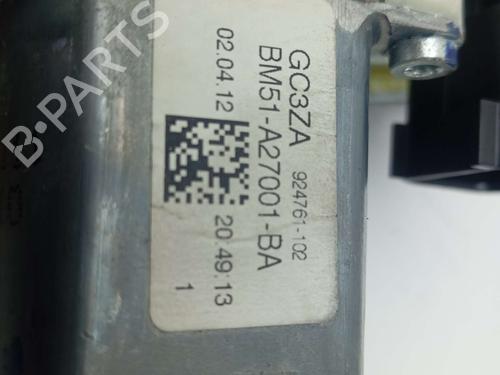 GC3ZA
924761-102
BM51-A27001-BA
02.04.12
20:49:13
1
B-PARTS